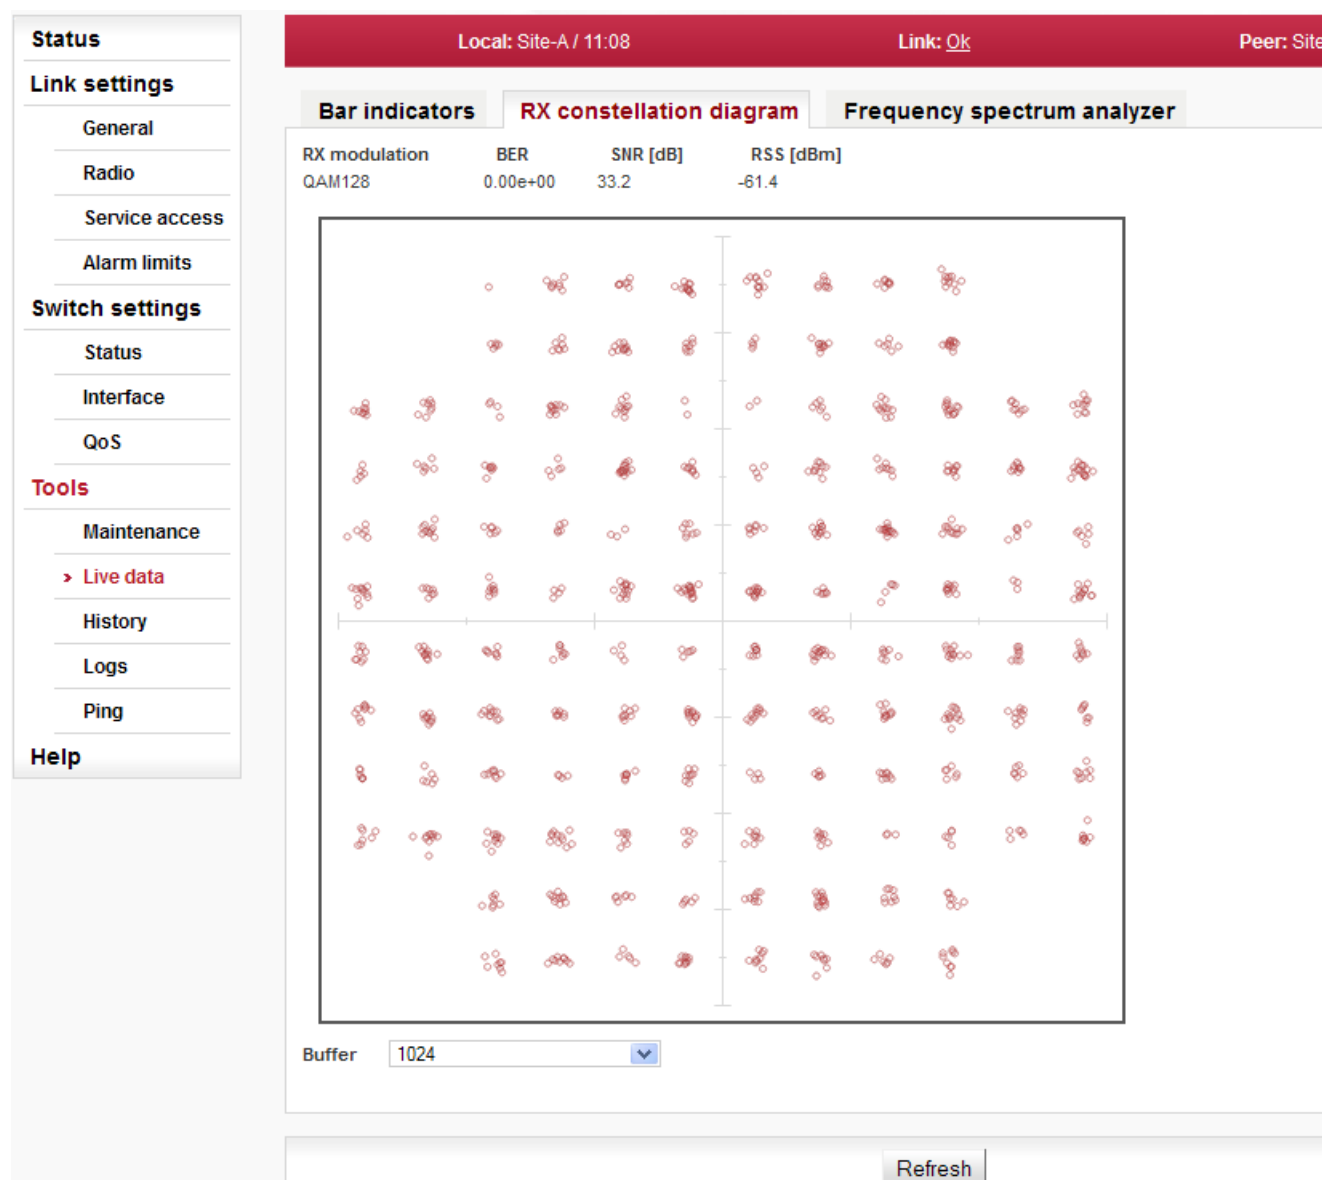 Status
Link settings
General
Radio
Service access
Alarm limits
Switch settings
Status
Interface
QoS
Tools
Maintenance
> Live data
History
Logs
Ping
Help
Local: Site-A / 11:08 Link: Ok Peer: Site
Bar indicators RX constellation diagram Frequency spectrum analyzer
RX modulation BER SNR [dB] RSS [dBm]
QAM128 0.00e+00 33.2 -61.4
Buffer 1024
Refresh